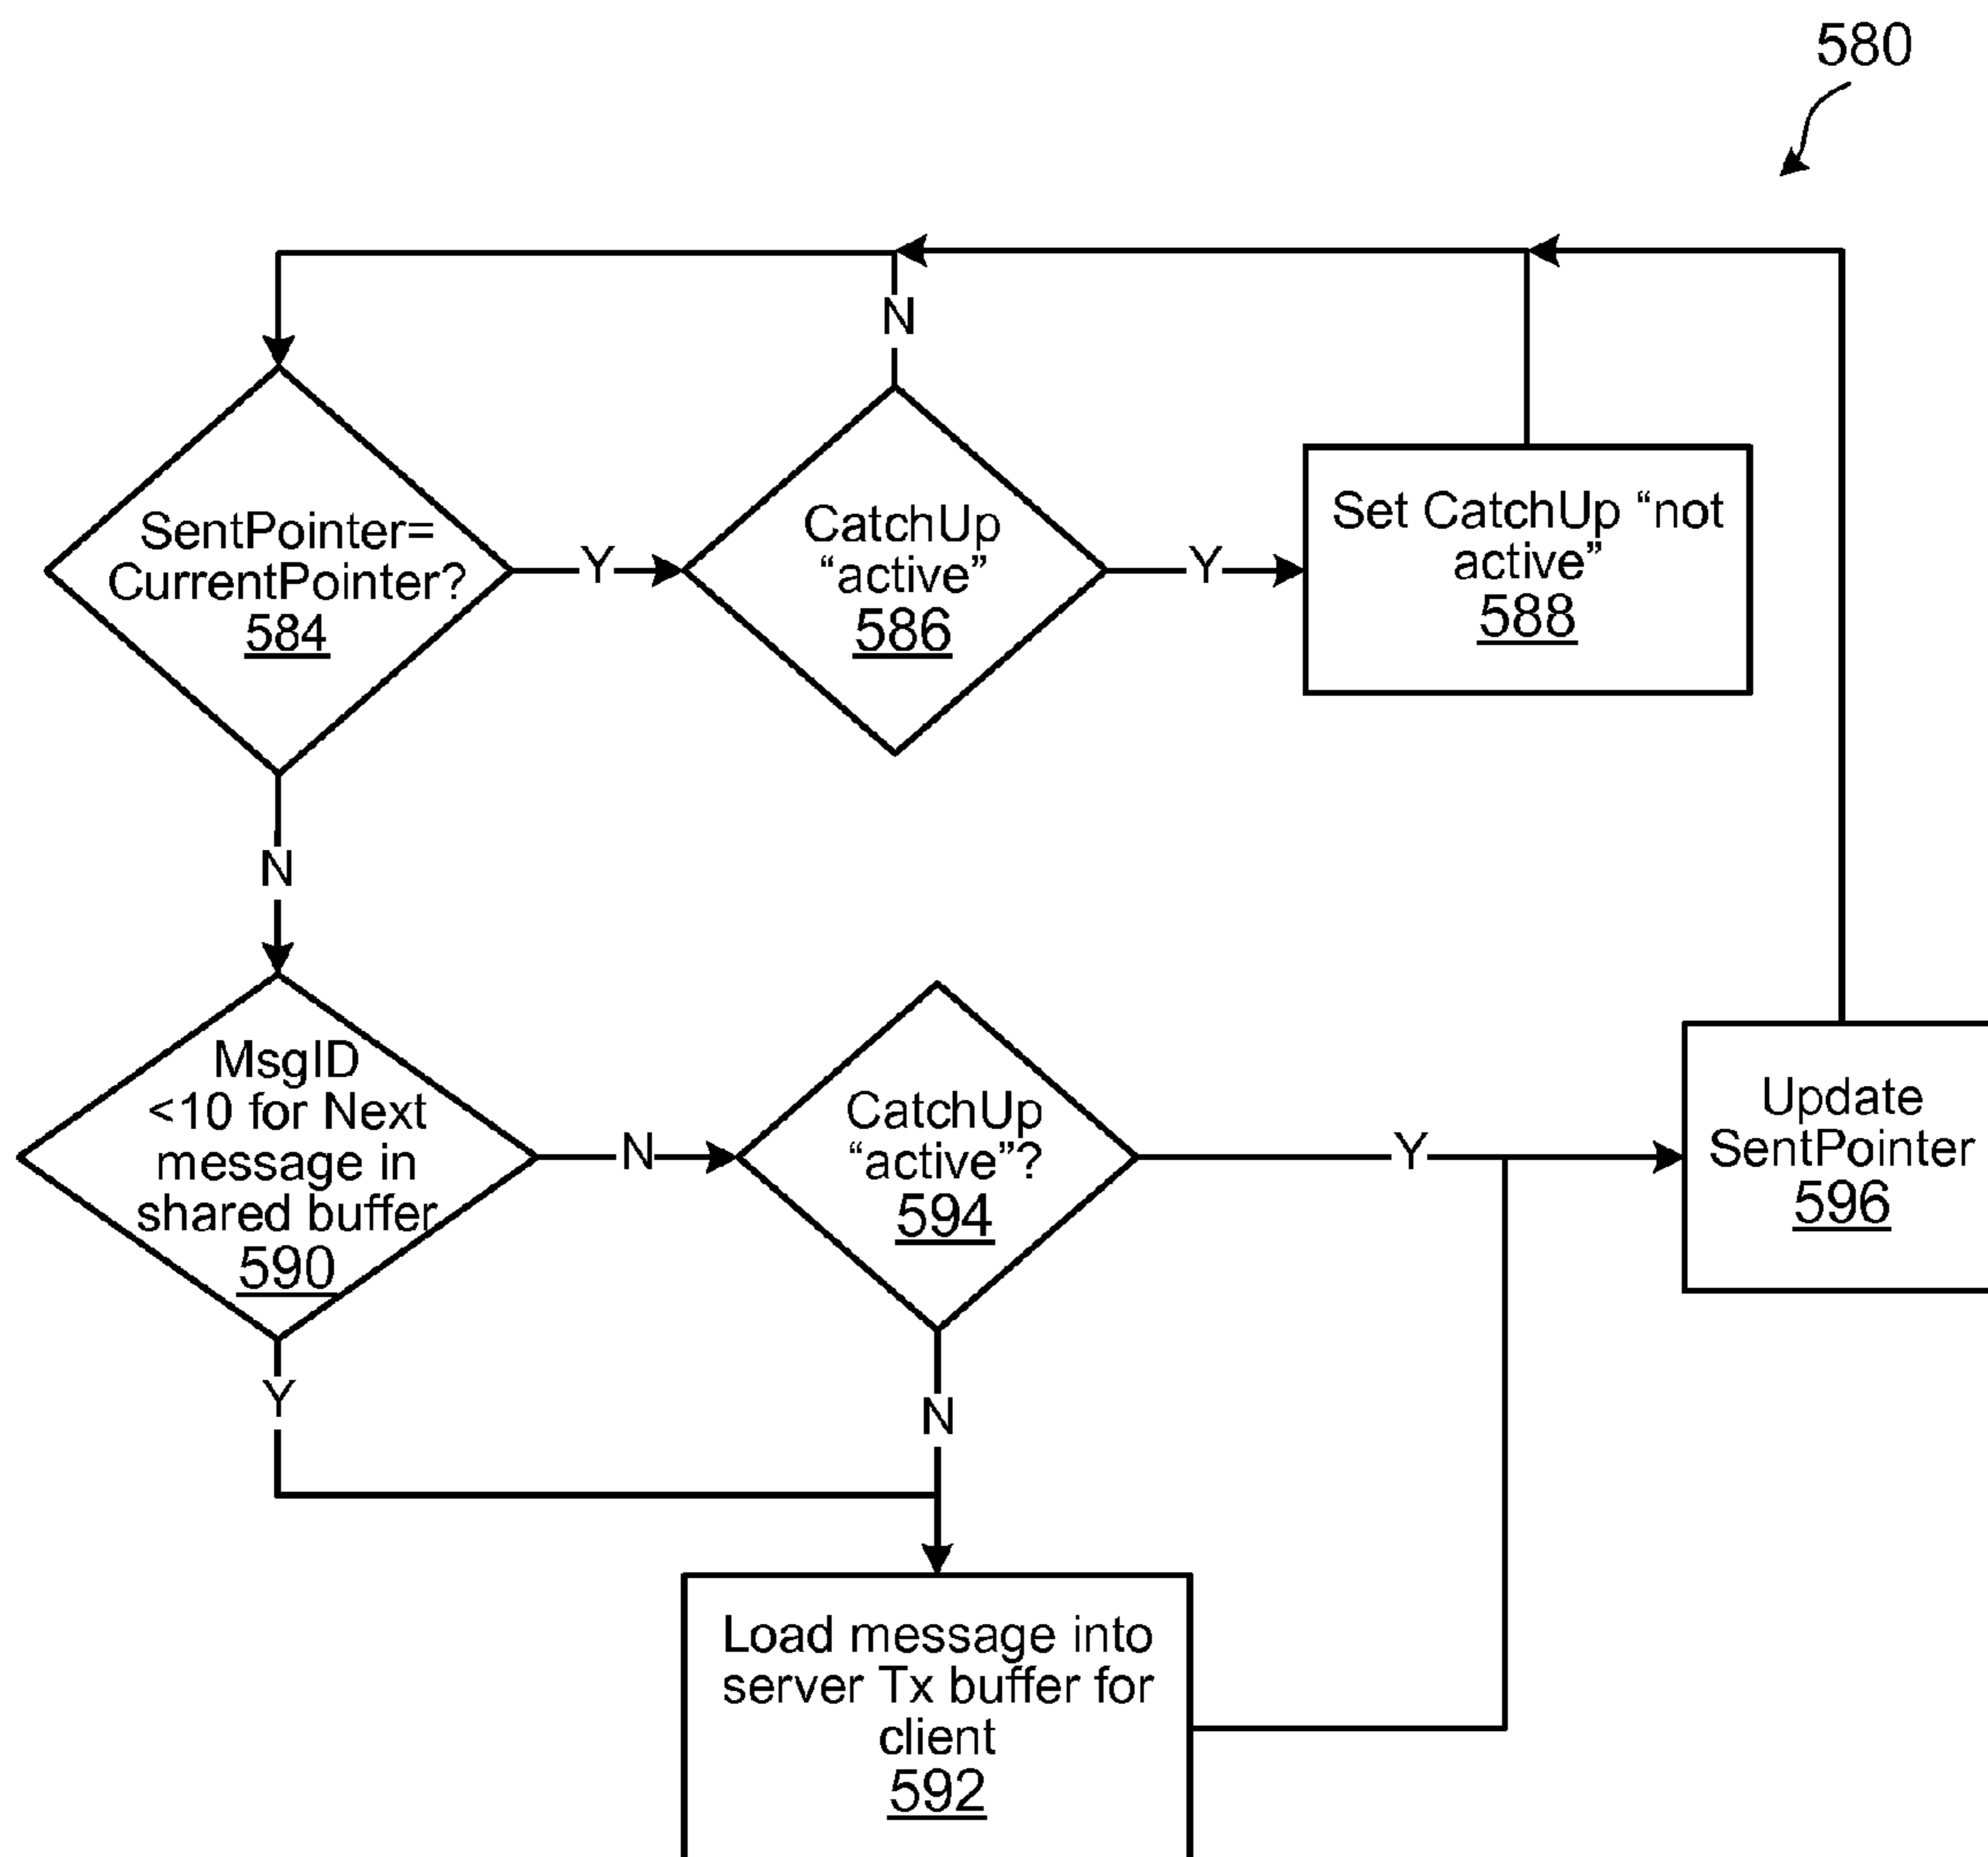 580
N
SentPointer=
CurrentPointer?
584
Y
CatchUp
“active”
586
Y
Set CatchUp “not
active”
588
N
MsgID
<10 for Next
message in
shared buffer
590
N
CatchUp
“active”?
594
Y
Update
SentPointer
596
Y
N
Load message into
server Tx buffer for
client
592